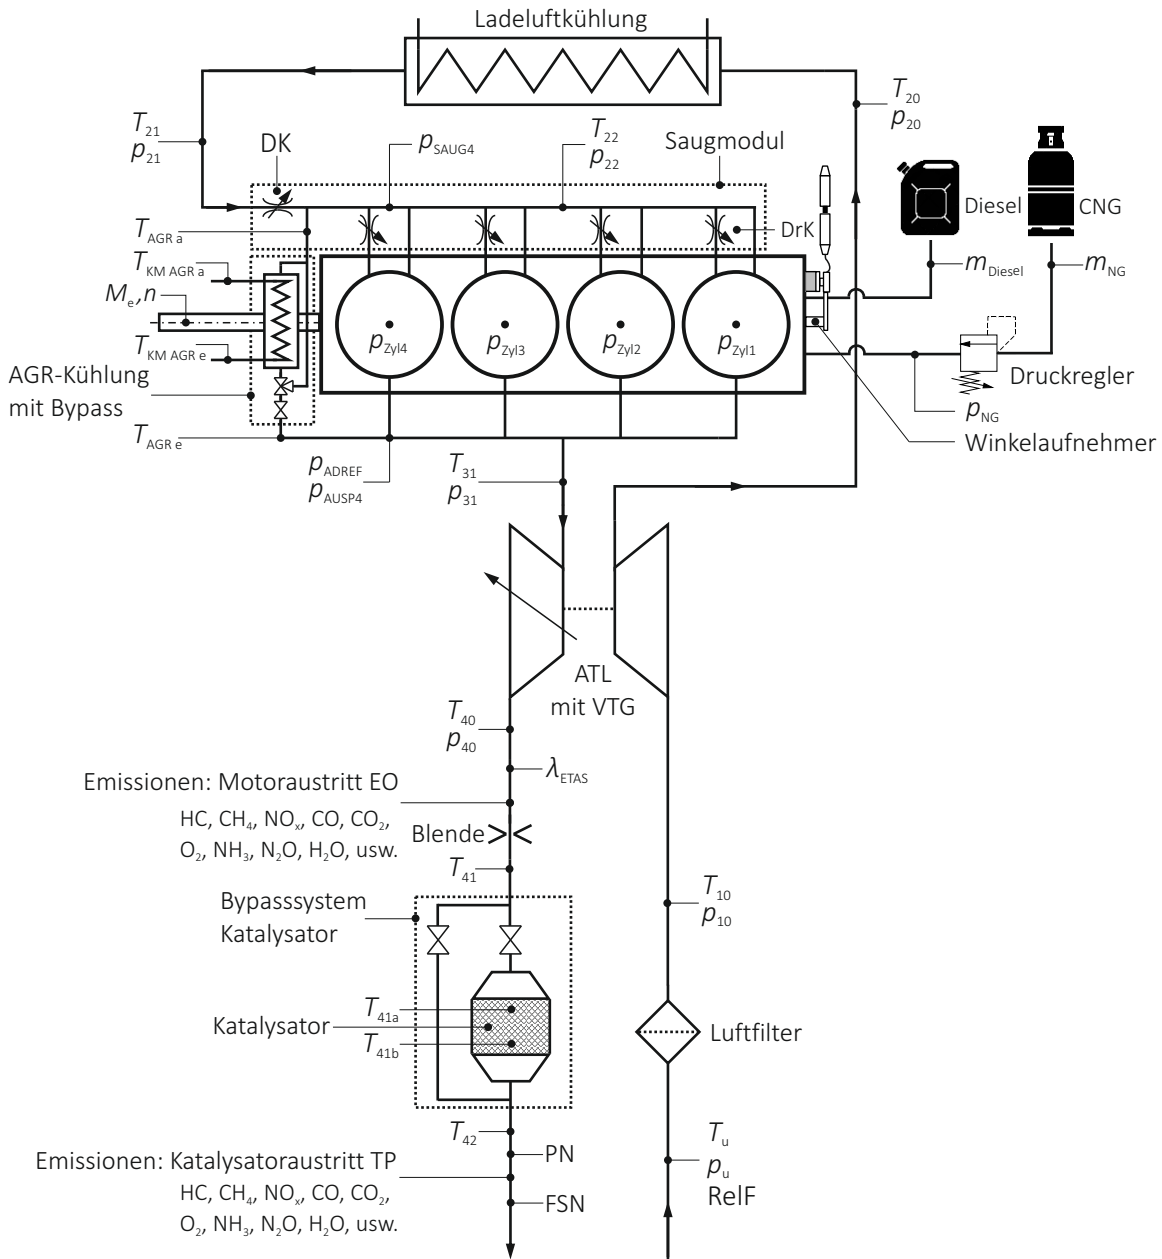 Ladeluftkühlung
T20
p20
T21
p21
DK
pSAUG4
T22
p22
Saugmodul
Diesel
CNG
TAGR a
DrK
TKM AGR a
mDiesel
mNG
Me,n
pZyl4
pZyl3
pZyl2
pZyl1
TKM AGR e
AGR-Kühlung
mit Bypass
Druckregler
pNG
TAGR e
Winkelaufnehmer
pADREF
pAUSP4
T31
p31
ATL
mit VTG
T40
p40
λETAS
Emissionen: Motoraustritt EO
HC, CH4, NOx, CO, CO2,
O2, NH3, N2O, H2O, usw.
Blende
T41
T10
p10
Bypasssystem
Katalysator
T41a
Katalysator
T41b
Luftfilter
T42
Tu
pu
RelF
PN
Emissionen: Katalysatoraustritt TP
HC, CH4, NOx, CO, CO2,
O2, NH3, N2O, H2O, usw.
FSN